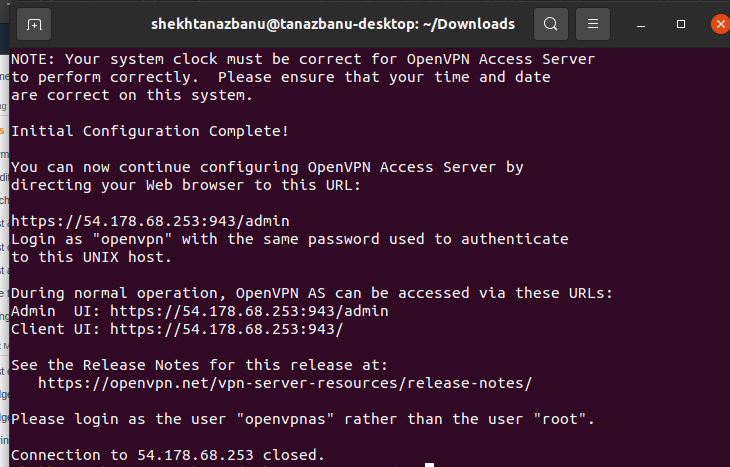 shekhtanazbanu@tanazbanu-desktop: ~/Downloads
NOTE: Your system clock must be correct for OpenVPN Access Server
to perform correctly.  Please ensure that your time and date
are correct on this system.
Initial Configuration Complete!
You can now continue configuring OpenVPN Access Server by
directing your Web browser to this URL:
https://54.178.68.253:943/admin
Login as "openvpn" with the same password used to authenticate
to this UNIX host.
During normal operation, OpenVPN AS can be accessed via these URLs:
Admin  UI: https://54.178.68.253:943/admin
Client UI: https://54.178.68.253:943/
See the Release Notes for this release at:
   https://openvpn.net/vpn-server-resources/release-notes/
Please login as the user "openvpnas" rather than the user "root".
Connection to 54.178.68.253 closed.